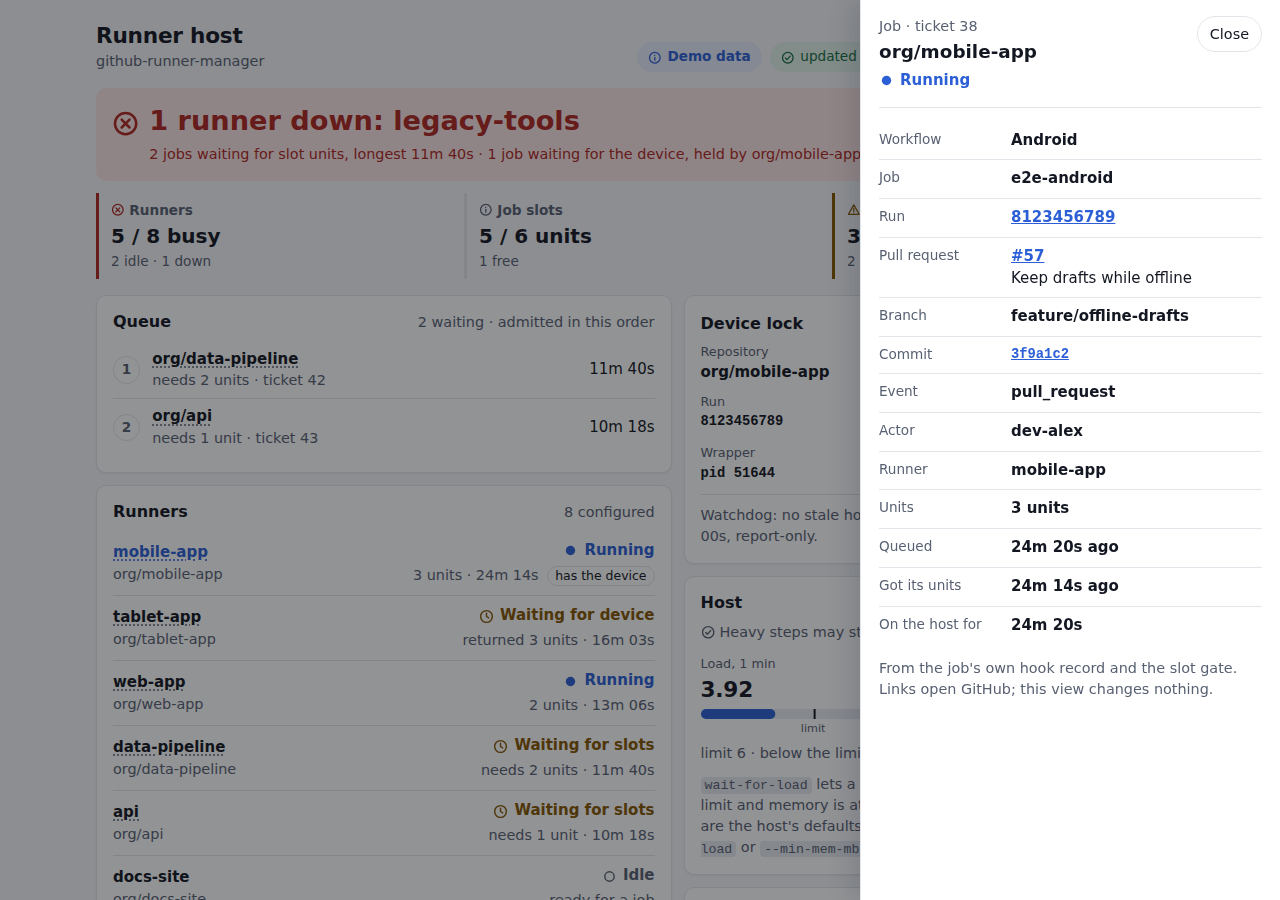 Runner host
github-runner-manager
Demo data
updated
1 runner down: legacy-tools
2 jobs waiting for slot units, longest 11m 40s · 1 job waiting for the device, held by org/mobile-app
Runners
5 / 8 busy
2 idle · 1 down
Job slots
5 / 6 units
1 free
3
2
Queue
2 waiting · admitted in this order
1
org/data-pipeline
needs 2 units · ticket 42
11m 40s
2
org/api
needs 1 unit · ticket 43
10m 18s
Runners
8 configured
mobile-app
Running
org/mobile-app
3 units · 24m 14s
has the device
tablet-app
Waiting for device
org/tablet-app
returned 3 units · 16m 03s
web-app
Running
org/web-app
2 units · 13m 06s
data-pipeline
Waiting for slots
org/data-pipeline
needs 2 units · 11m 40s
api
Waiting for slots
org/api
needs 1 unit · 10m 18s
docs-site
Idle
org/docs-site
ready for a job
Device lock
Repository
org/mobile-app
Run
8123456789
Wrapper
pid 51644
Watchdog: no stale
00s, report-only.
Host
Heavy steps may
Load, 1 min
3.92
limit
limit 6 · below the
wait-for-load lets a
limit and memory is
are the host's defaults
load or --min-mem-mb
Job · ticket 38
Close
org/mobile-app
Running
Workflow
Android
Job
e2e-android
Run
8123456789
Pull request
#57
Keep drafts while offline
Branch
feature/offline-drafts
Commit
3f9a1c2
Event
pull_request
Actor
dev-alex
Runner
mobile-app
Units
3 units
Queued
24m 20s ago
Got its units
24m 14s ago
On the host for
24m 20s
From the job's own hook record and the slot gate.
Links open GitHub; this view changes nothing.